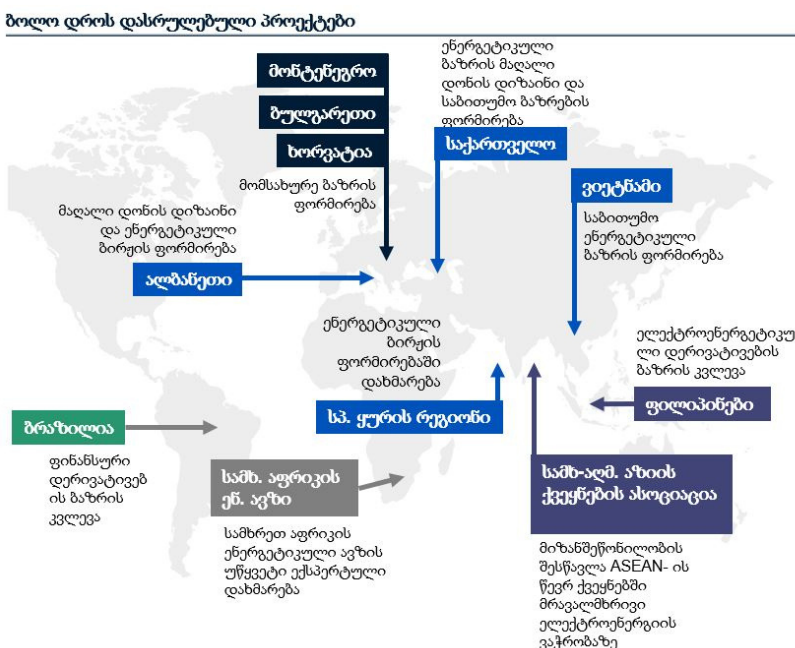 ბოლო დროს დასრულებული პროექტები
მონტენეგრო
ბულგარეთი
ხორვატია
მომსახურე ბაზრის
ფორმირება
ენერგეტიკული
ბაზრის მაღალი
დონის დიზაინი და
საბითუმო ბაზრების
ფორმირება
საქართველო
ვიეტნამი
საბითუმო
ენერგეტიკული
ბაზრის ფორმირება
მაღალი დონის დიზაინი
და ენერგეტიკული
ბირჟის ფორმირება
ალბანეთი
ენერგეტიკული
ბირჟის
ფორმირებაში
დახმარება
სპ. ყურის რეგიონი
ელექტროენერგეტიკუ
ლი დერივატივების
ბაზრის კვლევა
ფილიპინები
ბრაზილია
ფინანსური
დერივატივებ
ის ბაზრის
კვლევა
სამხ. აფრიკის
ენ. ავზი
სამხრეთ აფრიკის
ენერგეტიკული ავზის
უწყვეტი ექსპერტული
დახმარება
სამხ-აღმ. აზიის
ქვეყნების ასოციაცია
მიზანშეწონილობის
შესწავლა ASEAN- ის
წევრ ქვეყნებში
მრავალმხრივი
ელექტროენერგიის
ვაჭრობაზე